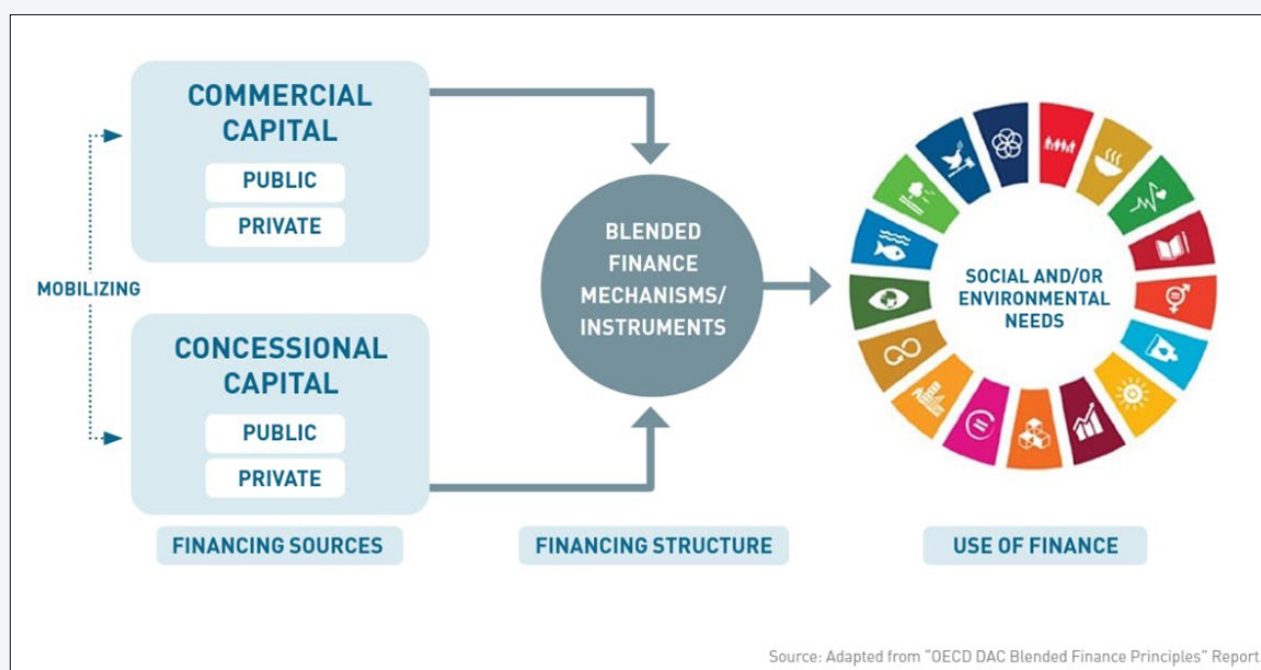 COMMERCIAL
CAPITAL
PUBLIC
PRIVATE
MOBILIZING
CONCESSIONAL
CAPITAL
PUBLIC
PRIVATE
FINANCING SOURCES
BLENDED
FINANCE
MECHANISMS/
INSTRUMENTS
FINANCING STRUCTURE
SOCIAL AND/OR
ENVIRONMENTAL
NEEDS
USE OF FINANCE
Source: Adapted from "OECD DAC Blended Finance Principles" Report